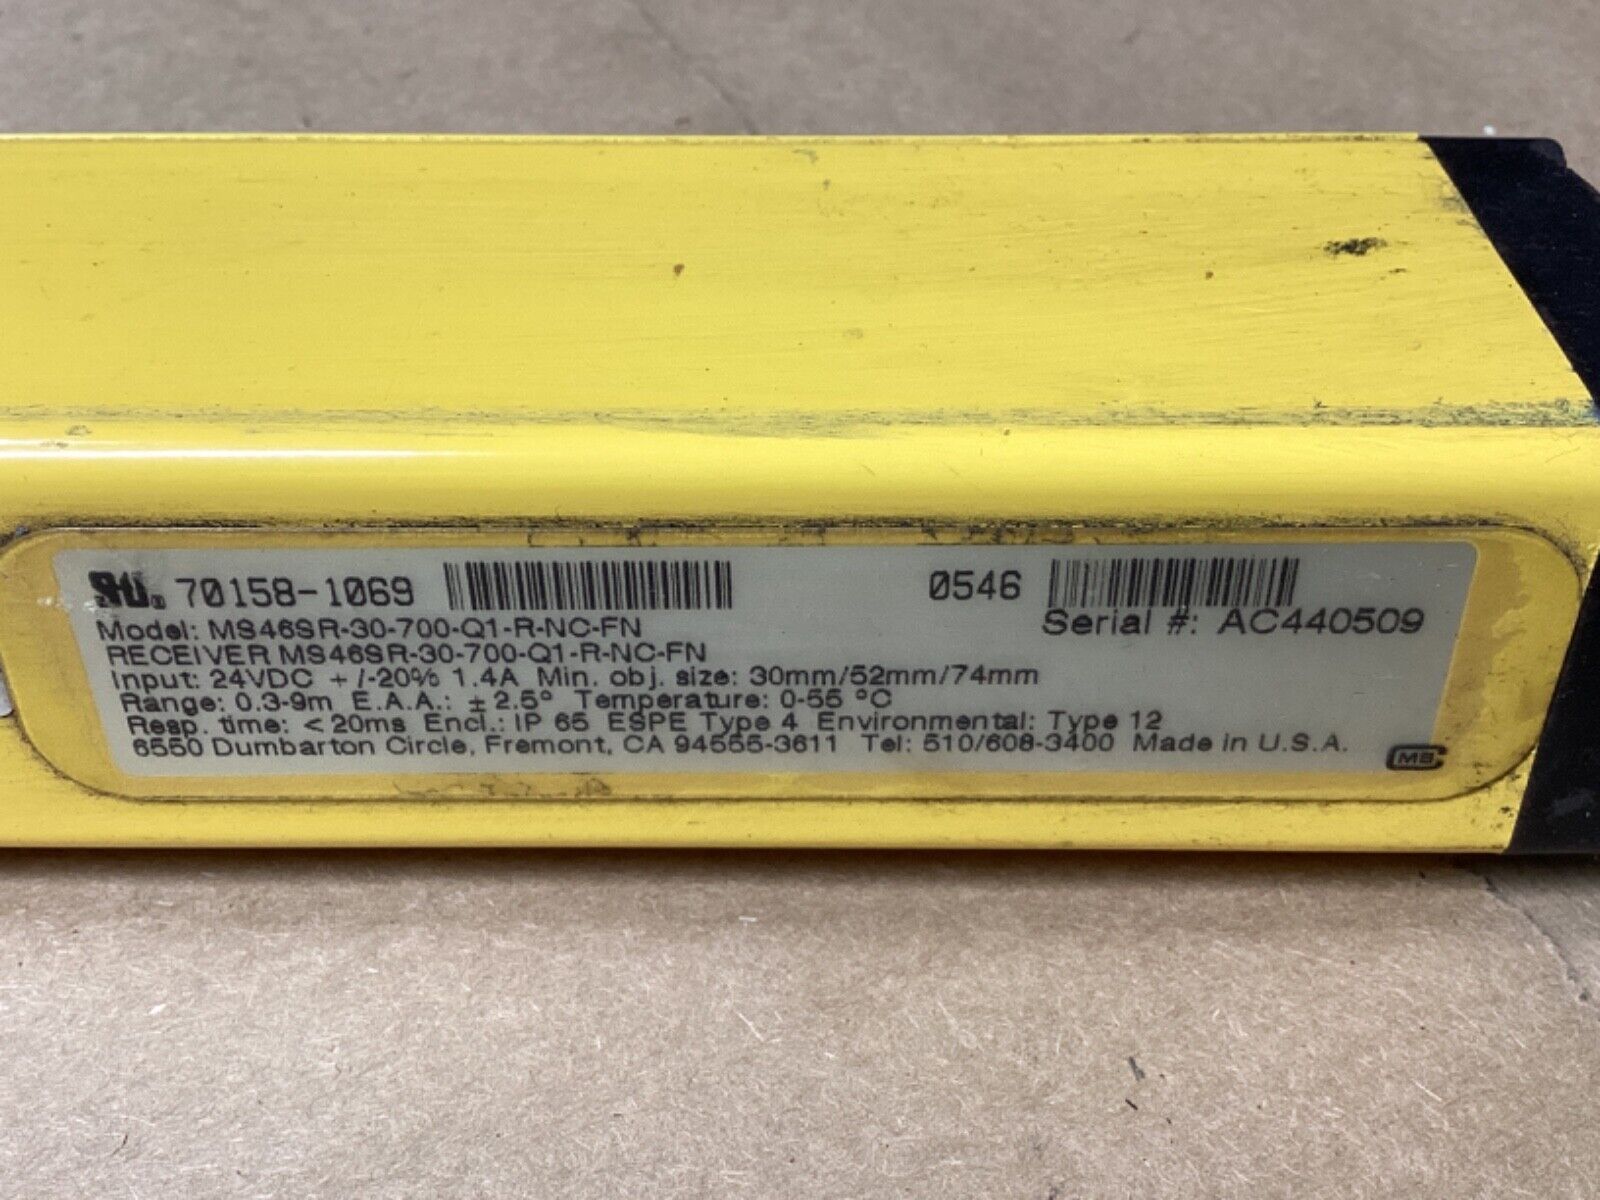 70158-1069 0546
Model: MS46SR-30-700-Q1-R-NC-FN Serial #: AC440509
RECEIVER MS46SR-30-700-Q1-R-NC-FN
Input: 24VDC +/-20% 1.4A Min. obj. size: 30mm/52mm/74mm
Range: 0.3-9m E.A.A.: ± 2.5° Temperature: 0-55 °C
Resp. time: < 20ms Encl.: IP 65 ESPE Type 4 Environmental: Type 12
6550 Dumbarton Circle, Fremont, CA 94555-3611 Tel: 510/608-3400 Made in U.S.A.